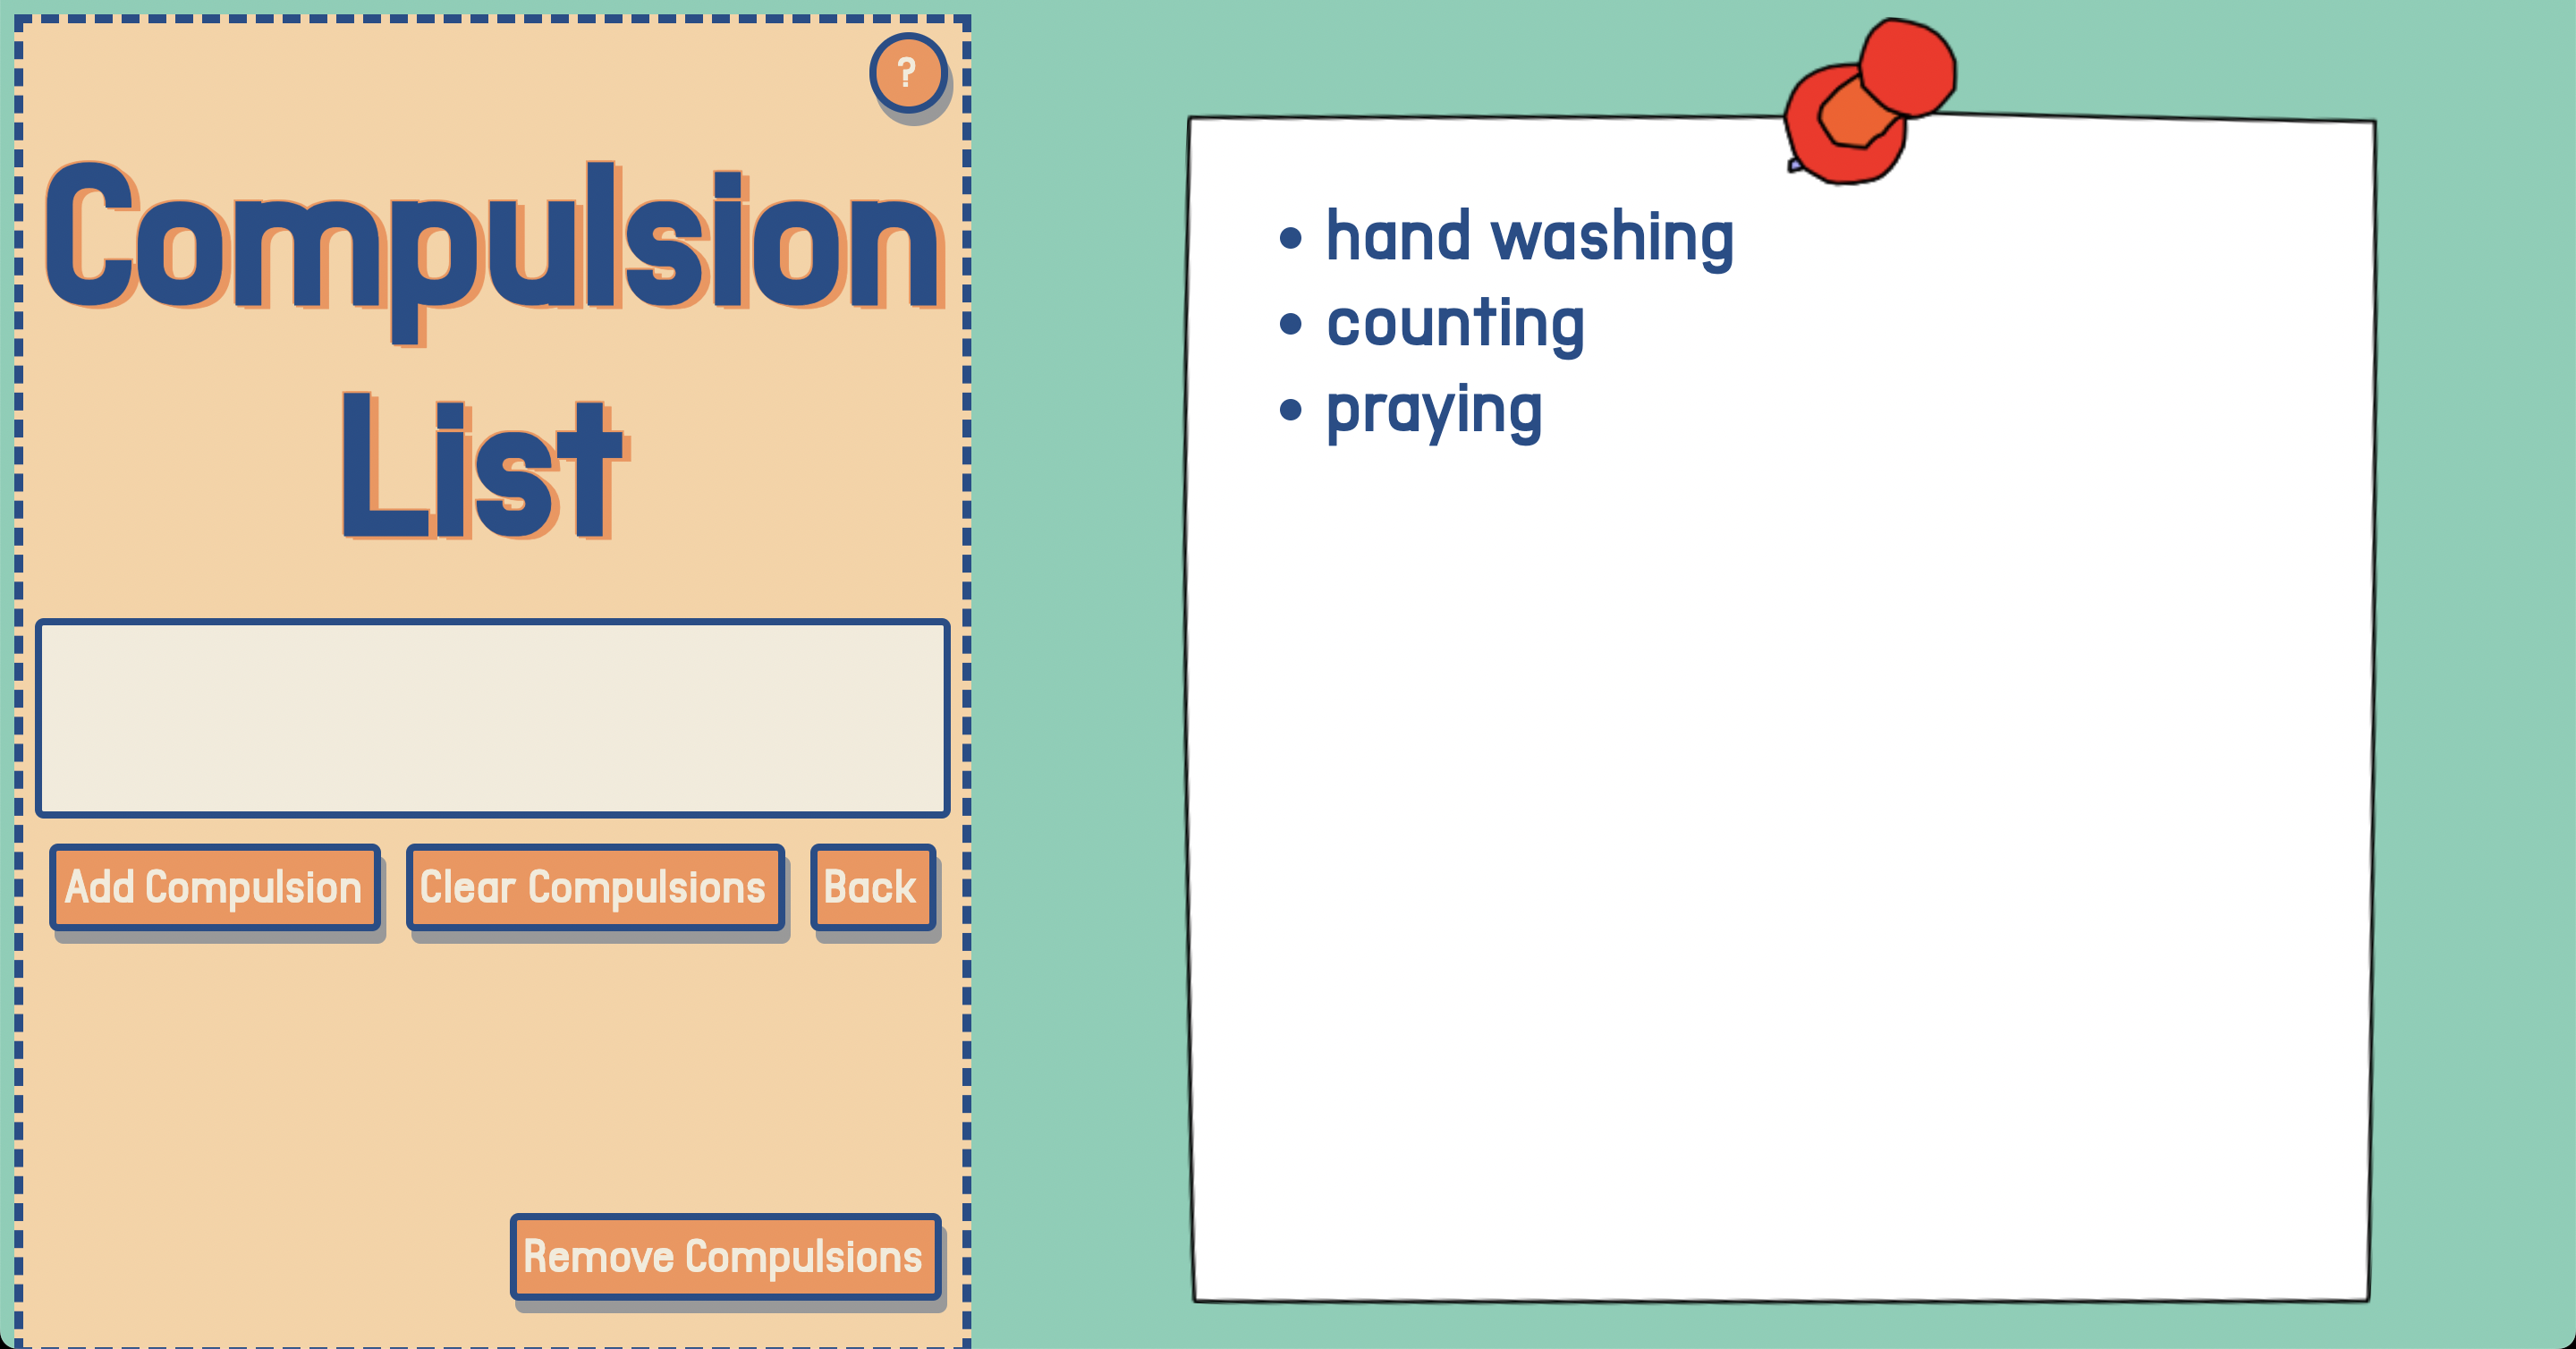 ?
Compulsion
List
Add Compulsion Clear Compulsions Back
Remove Compulsions
• hand washing
• counting
• praying